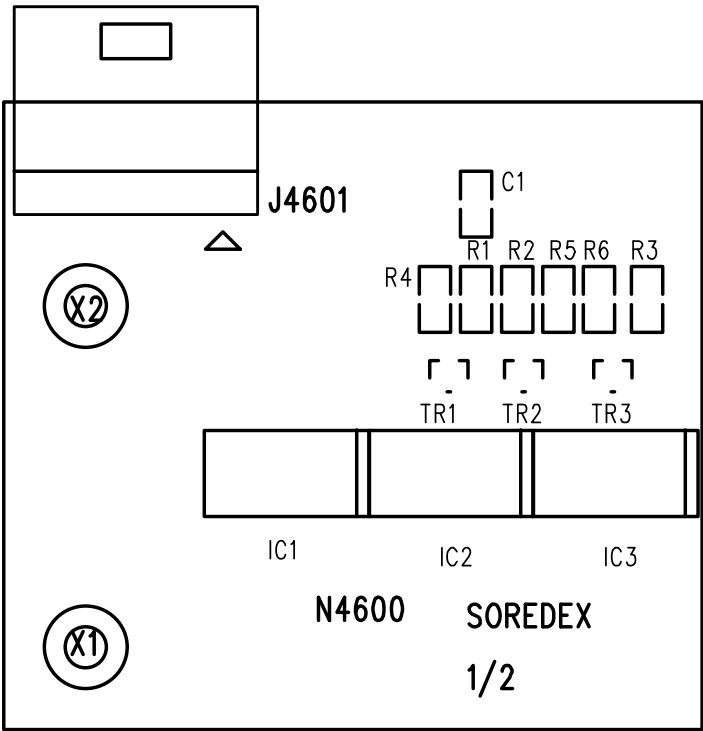 J4601
C1
R1 R2 R5 R6 R3
R4
X2
TR1 TR2 TR3
IC1 IC2 IC3
N4600 SOREDEX
X1
1/2